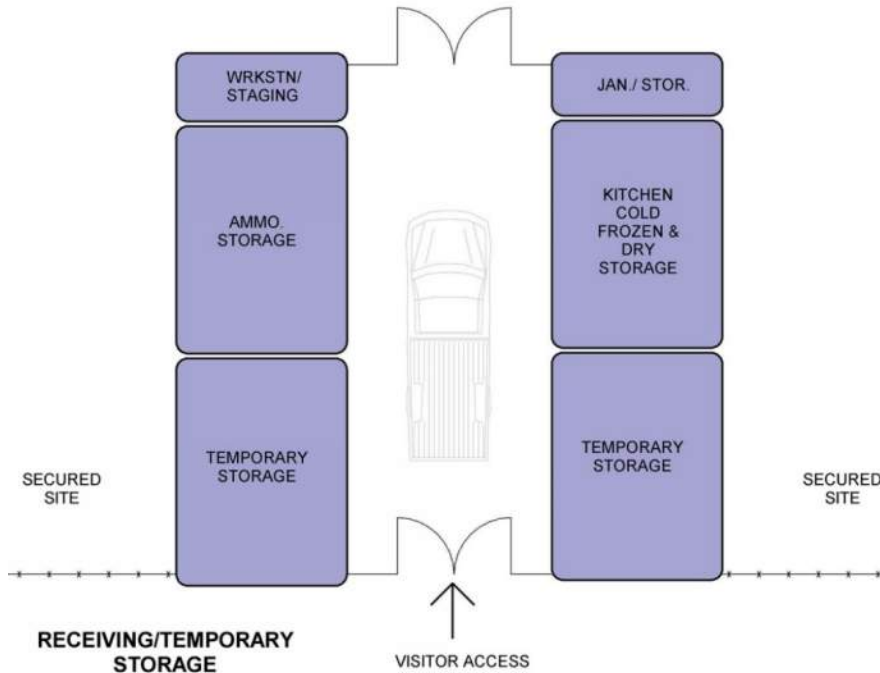 WRKSTN/
STAGING
JAN./ STOR.
AMMO.
STORAGE
KITCHEN
COLD
FROZEN &
DRY
STORAGE
TEMPORARY
STORAGE
TEMPORARY
STORAGE
SECURED
SITE
SECURED
SITE
RECEIVING/TEMPORARY
STORAGE
VISITOR ACCESS